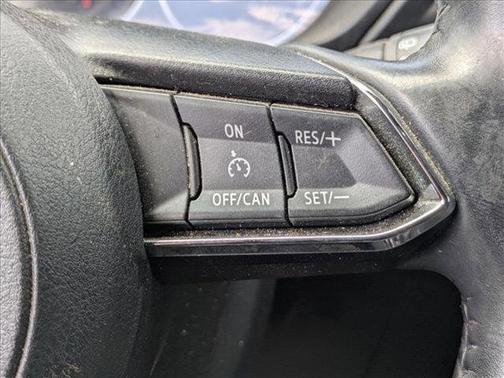 ON
OFF/CAN
RES/+
SET/−